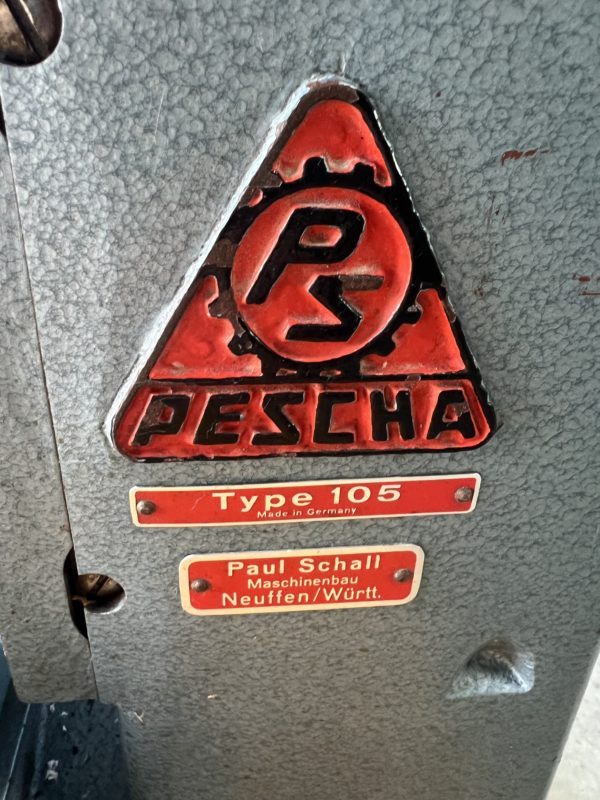 PS
PESCHA
Type 105
Made in Germany
Paul Schall
Maschinenbau
Neuffen/Württ.